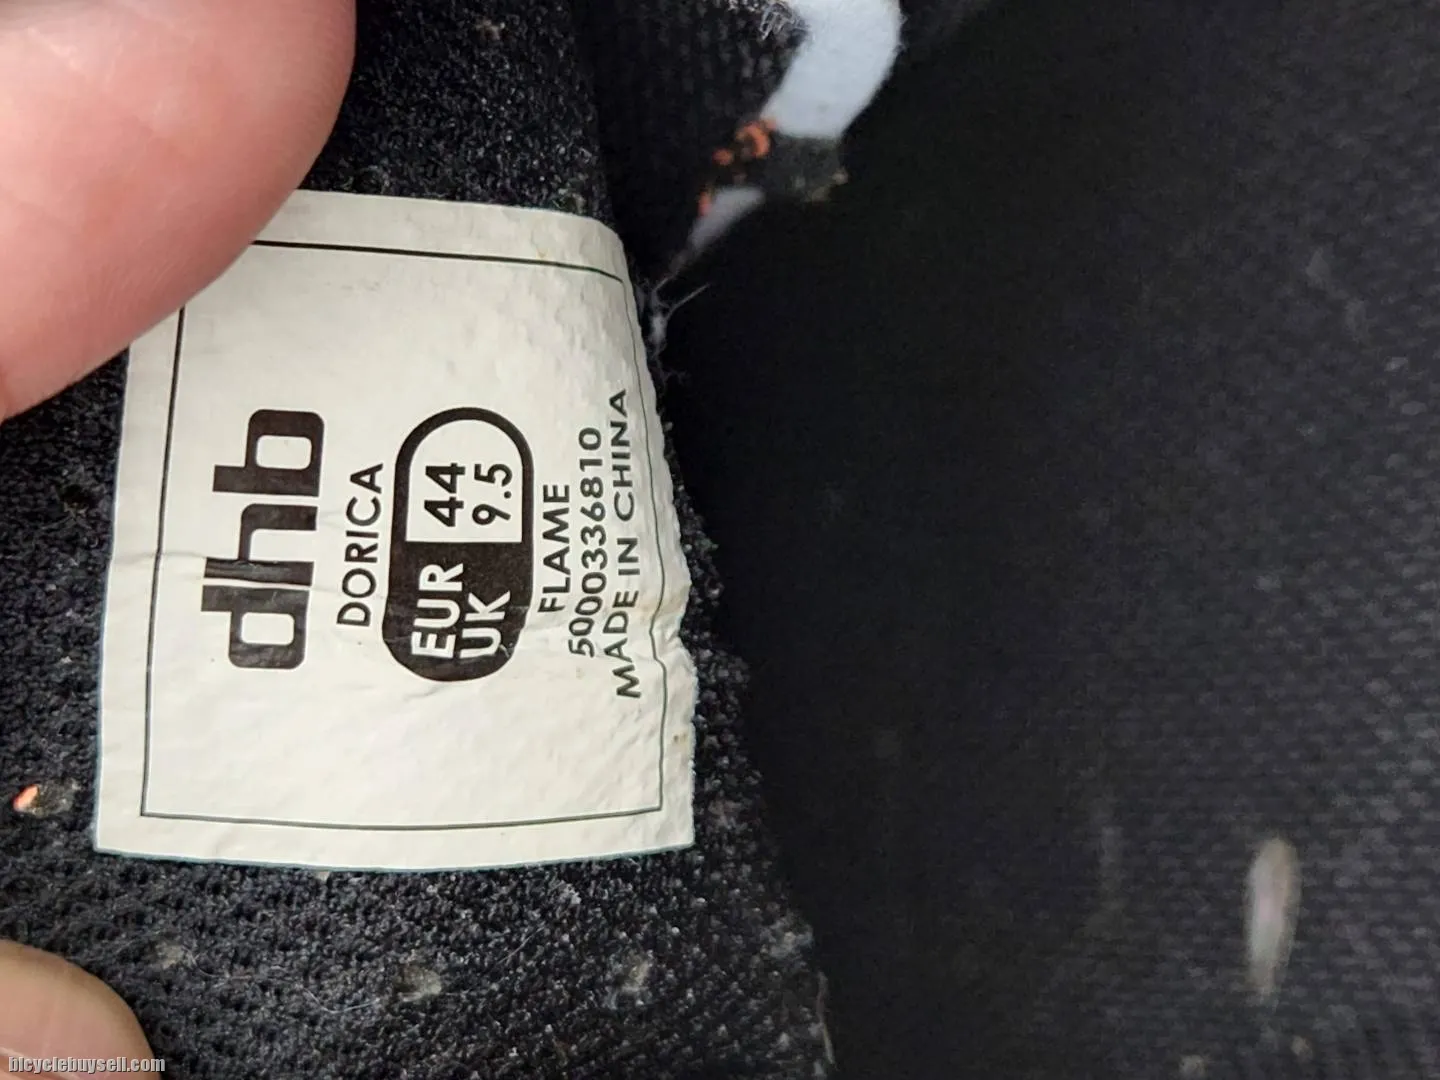 dhb
DORICA
EUR 44
UK 9.5
FLAME
5000336810
MADE IN CHINA
bicyclebuysell.com